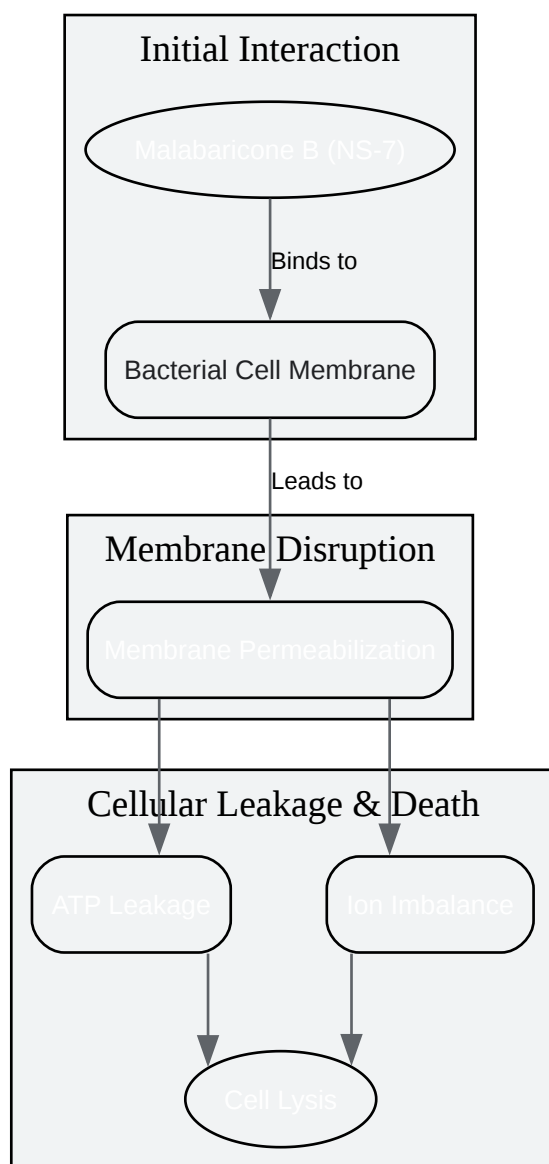 Initial Interaction
Malabaricone B (NS-7)
Binds to
Bacterial Cell Membrane
Leads to
Membrane Disruption
Membrane Permeabilization
Cellular Leakage & Death
ATP Leakage
Ion Imbalance
Cell Lysis